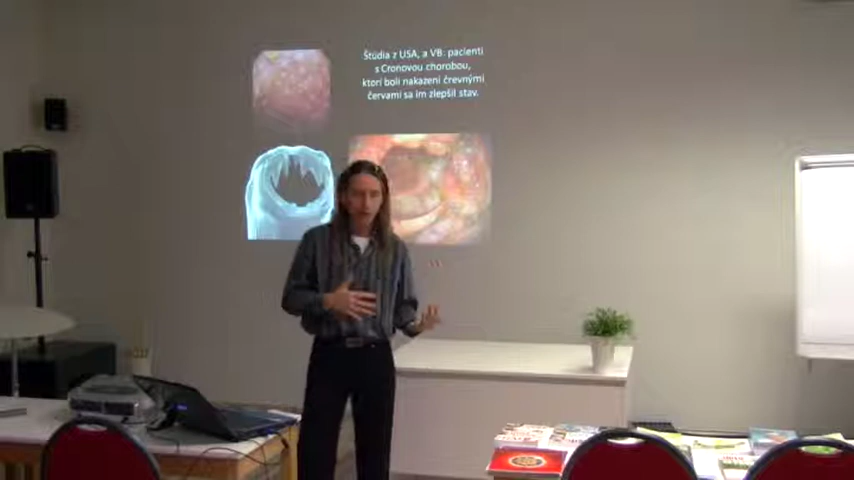 Štúdia z USA, a VB: pacienti
s Cronovou chorobou,
ktorí boli nakazení črevnými
červami sa im zlepšil stav.